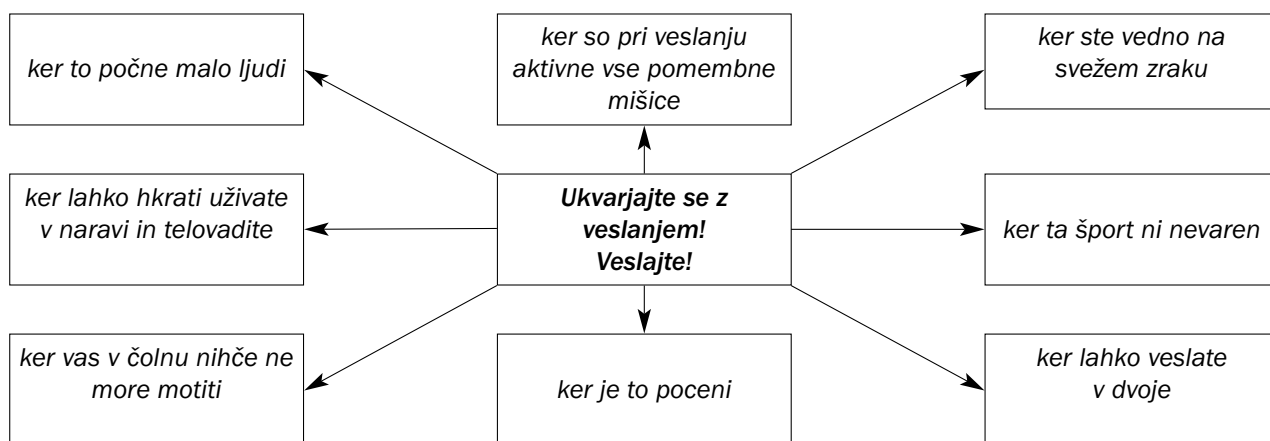 ker to počne malo ljudi
ker so pri veslanju
aktivne vse pomembne
mišice
ker ste vedno na
svežem zraku
ker lahko hkrati uživate
v naravi in telovadite
Ukvarjajte se z
veslanjem!
Veslajte!
ker ta šport ni nevaren
ker vas v čolnu nihče ne
more motiti
ker je to poceni
ker lahko veslate
v dvoje